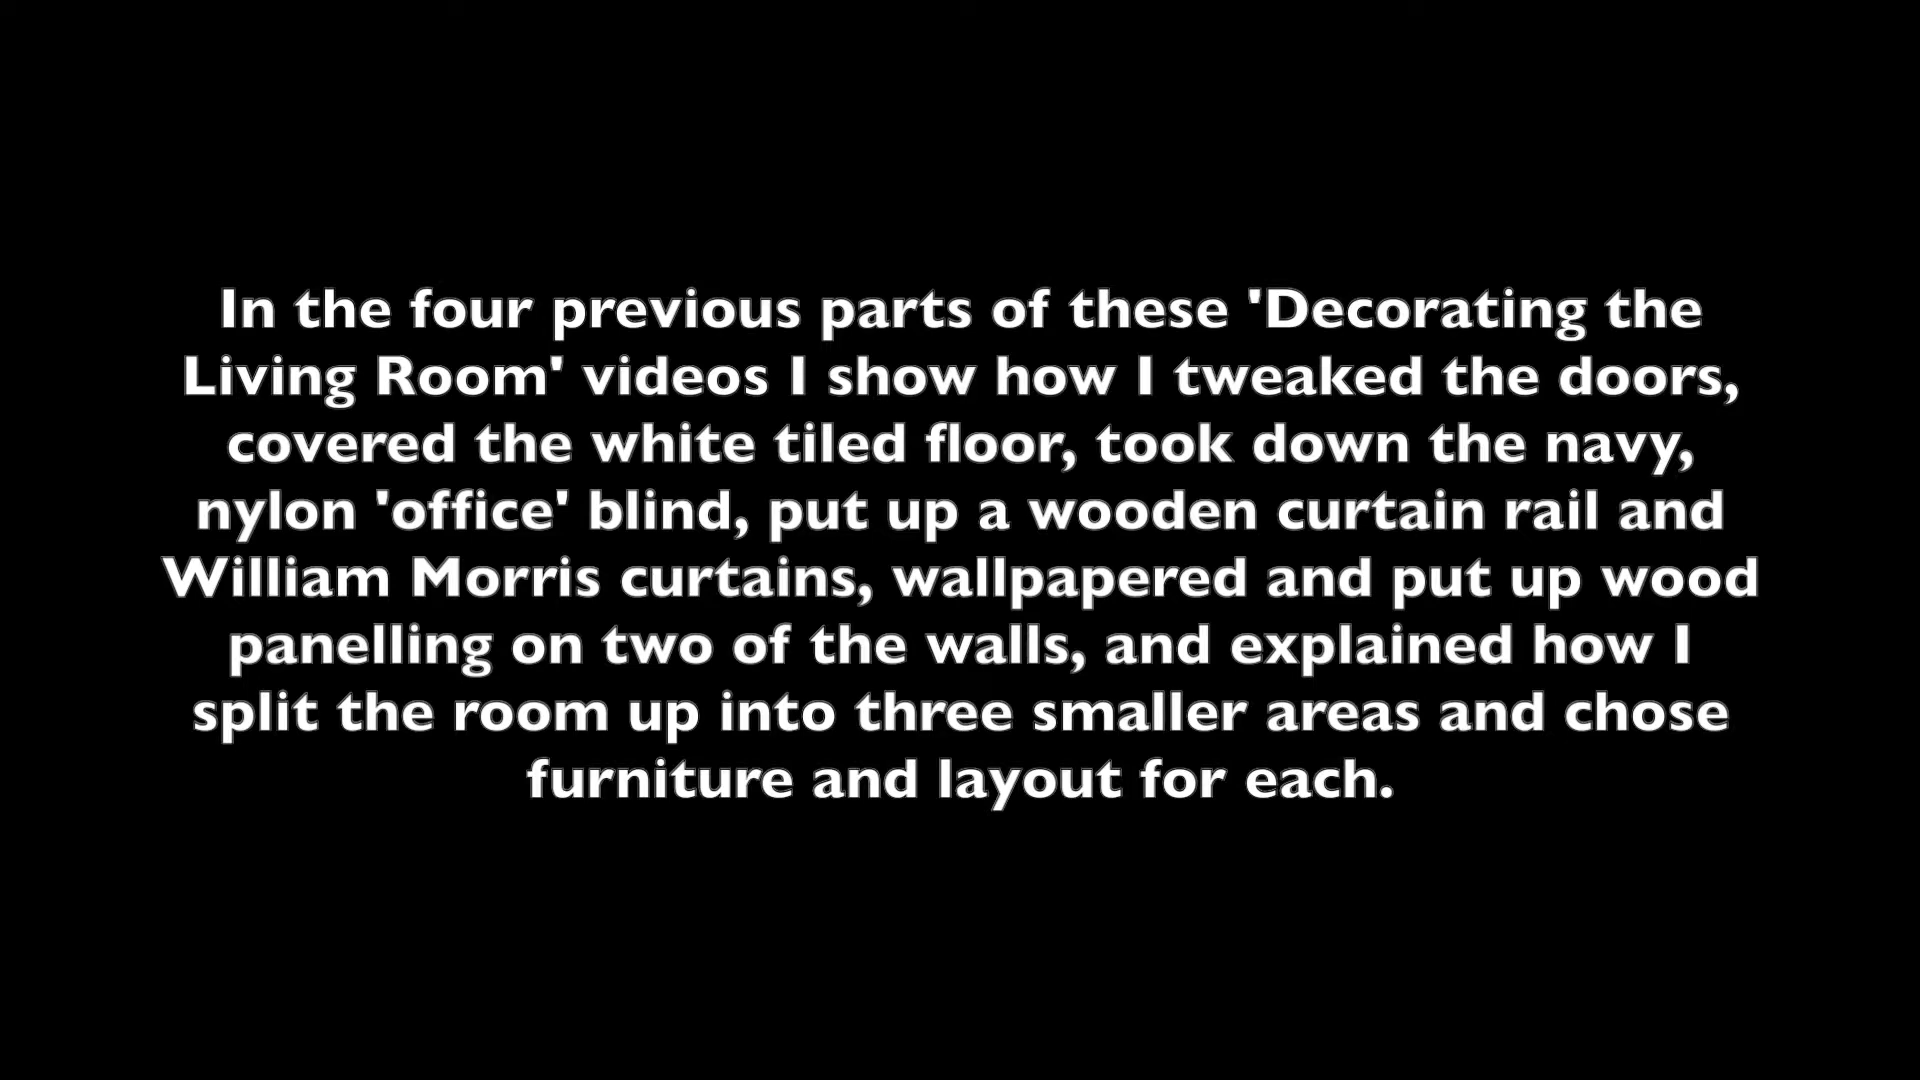 In the four previous parts of these 'Decorating the
Living Room' videos I show how I tweaked the doors,
covered the white tiled floor, took down the navy,
nylon 'office' blind, put up a wooden curtain rail and
William Morris curtains, wallpapered and put up wood
panelling on two of the walls, and explained how I
split the room up into three smaller areas and chose
furniture and layout for each.